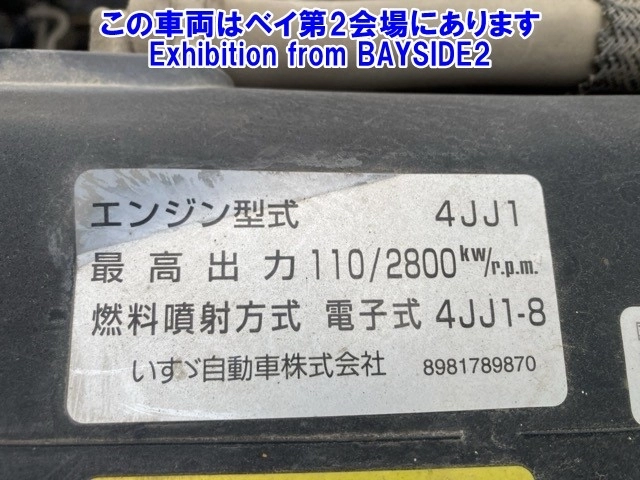 この車両はベイ第2会場にあります
Exhibition from BAYSIDE2
エンジン型式 4JJ1
最高出力 110/2800kw/r.p.m.
燃料噴射方式 電子式 4JJ1-8
いすゞ自動車株式会社 8981789870